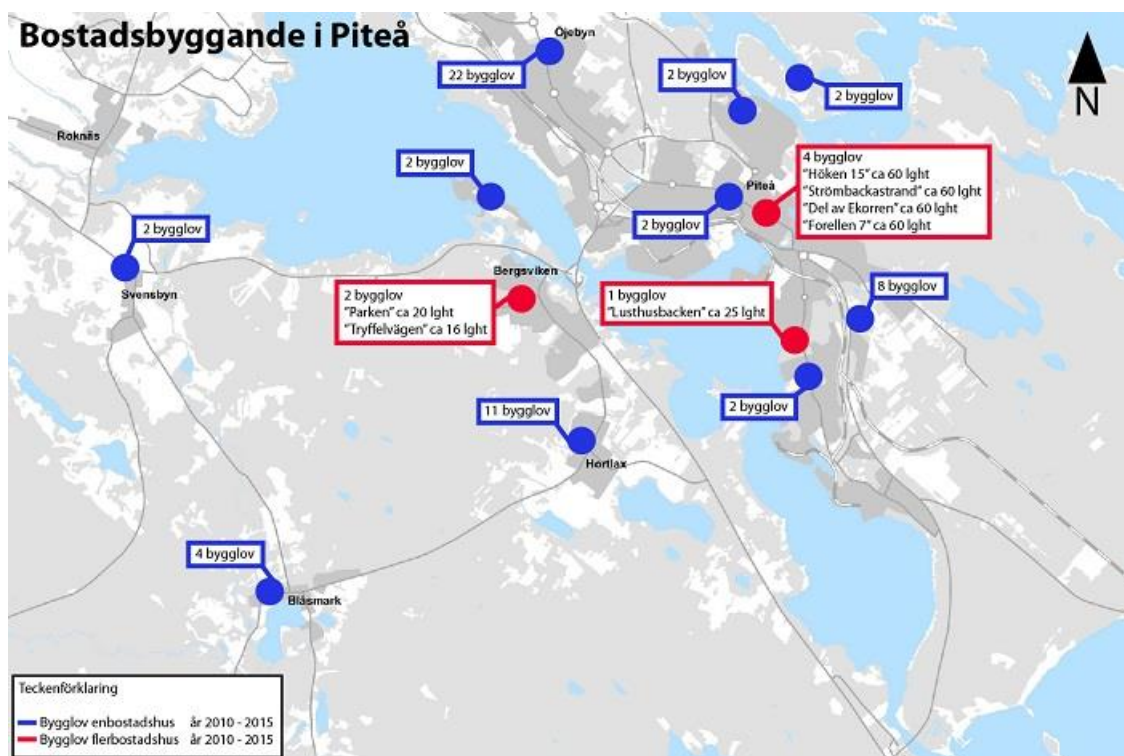 Bostadsbyggande i Piteå
Öjebyn
22 bygglov
2 bygglov
2 bygglov
N
Roknäs
2 bygglov
4 bygglov
"Höken 15" ca 60 lght
"Strömbackastrand" ca 60 lght
"Del av Ekorren" ca 60 lght
"Forellen 7" ca 60 lght
Piteå
2 bygglov
2 bygglov
Svensbyn
Bergsviken
2 bygglov
"Parken" ca 20 lght
"Tryffelvägen" ca 16 lght
1 bygglov
"Lusthusbacken" ca 25 lght
8 bygglov
2 bygglov
11 bygglov
Hortlax
4 bygglov
Blåsmark
Teckenförklaring
Bygglov enbostadshus år 2010 - 2015
Bygglov flerbostadshus år 2010 - 2015